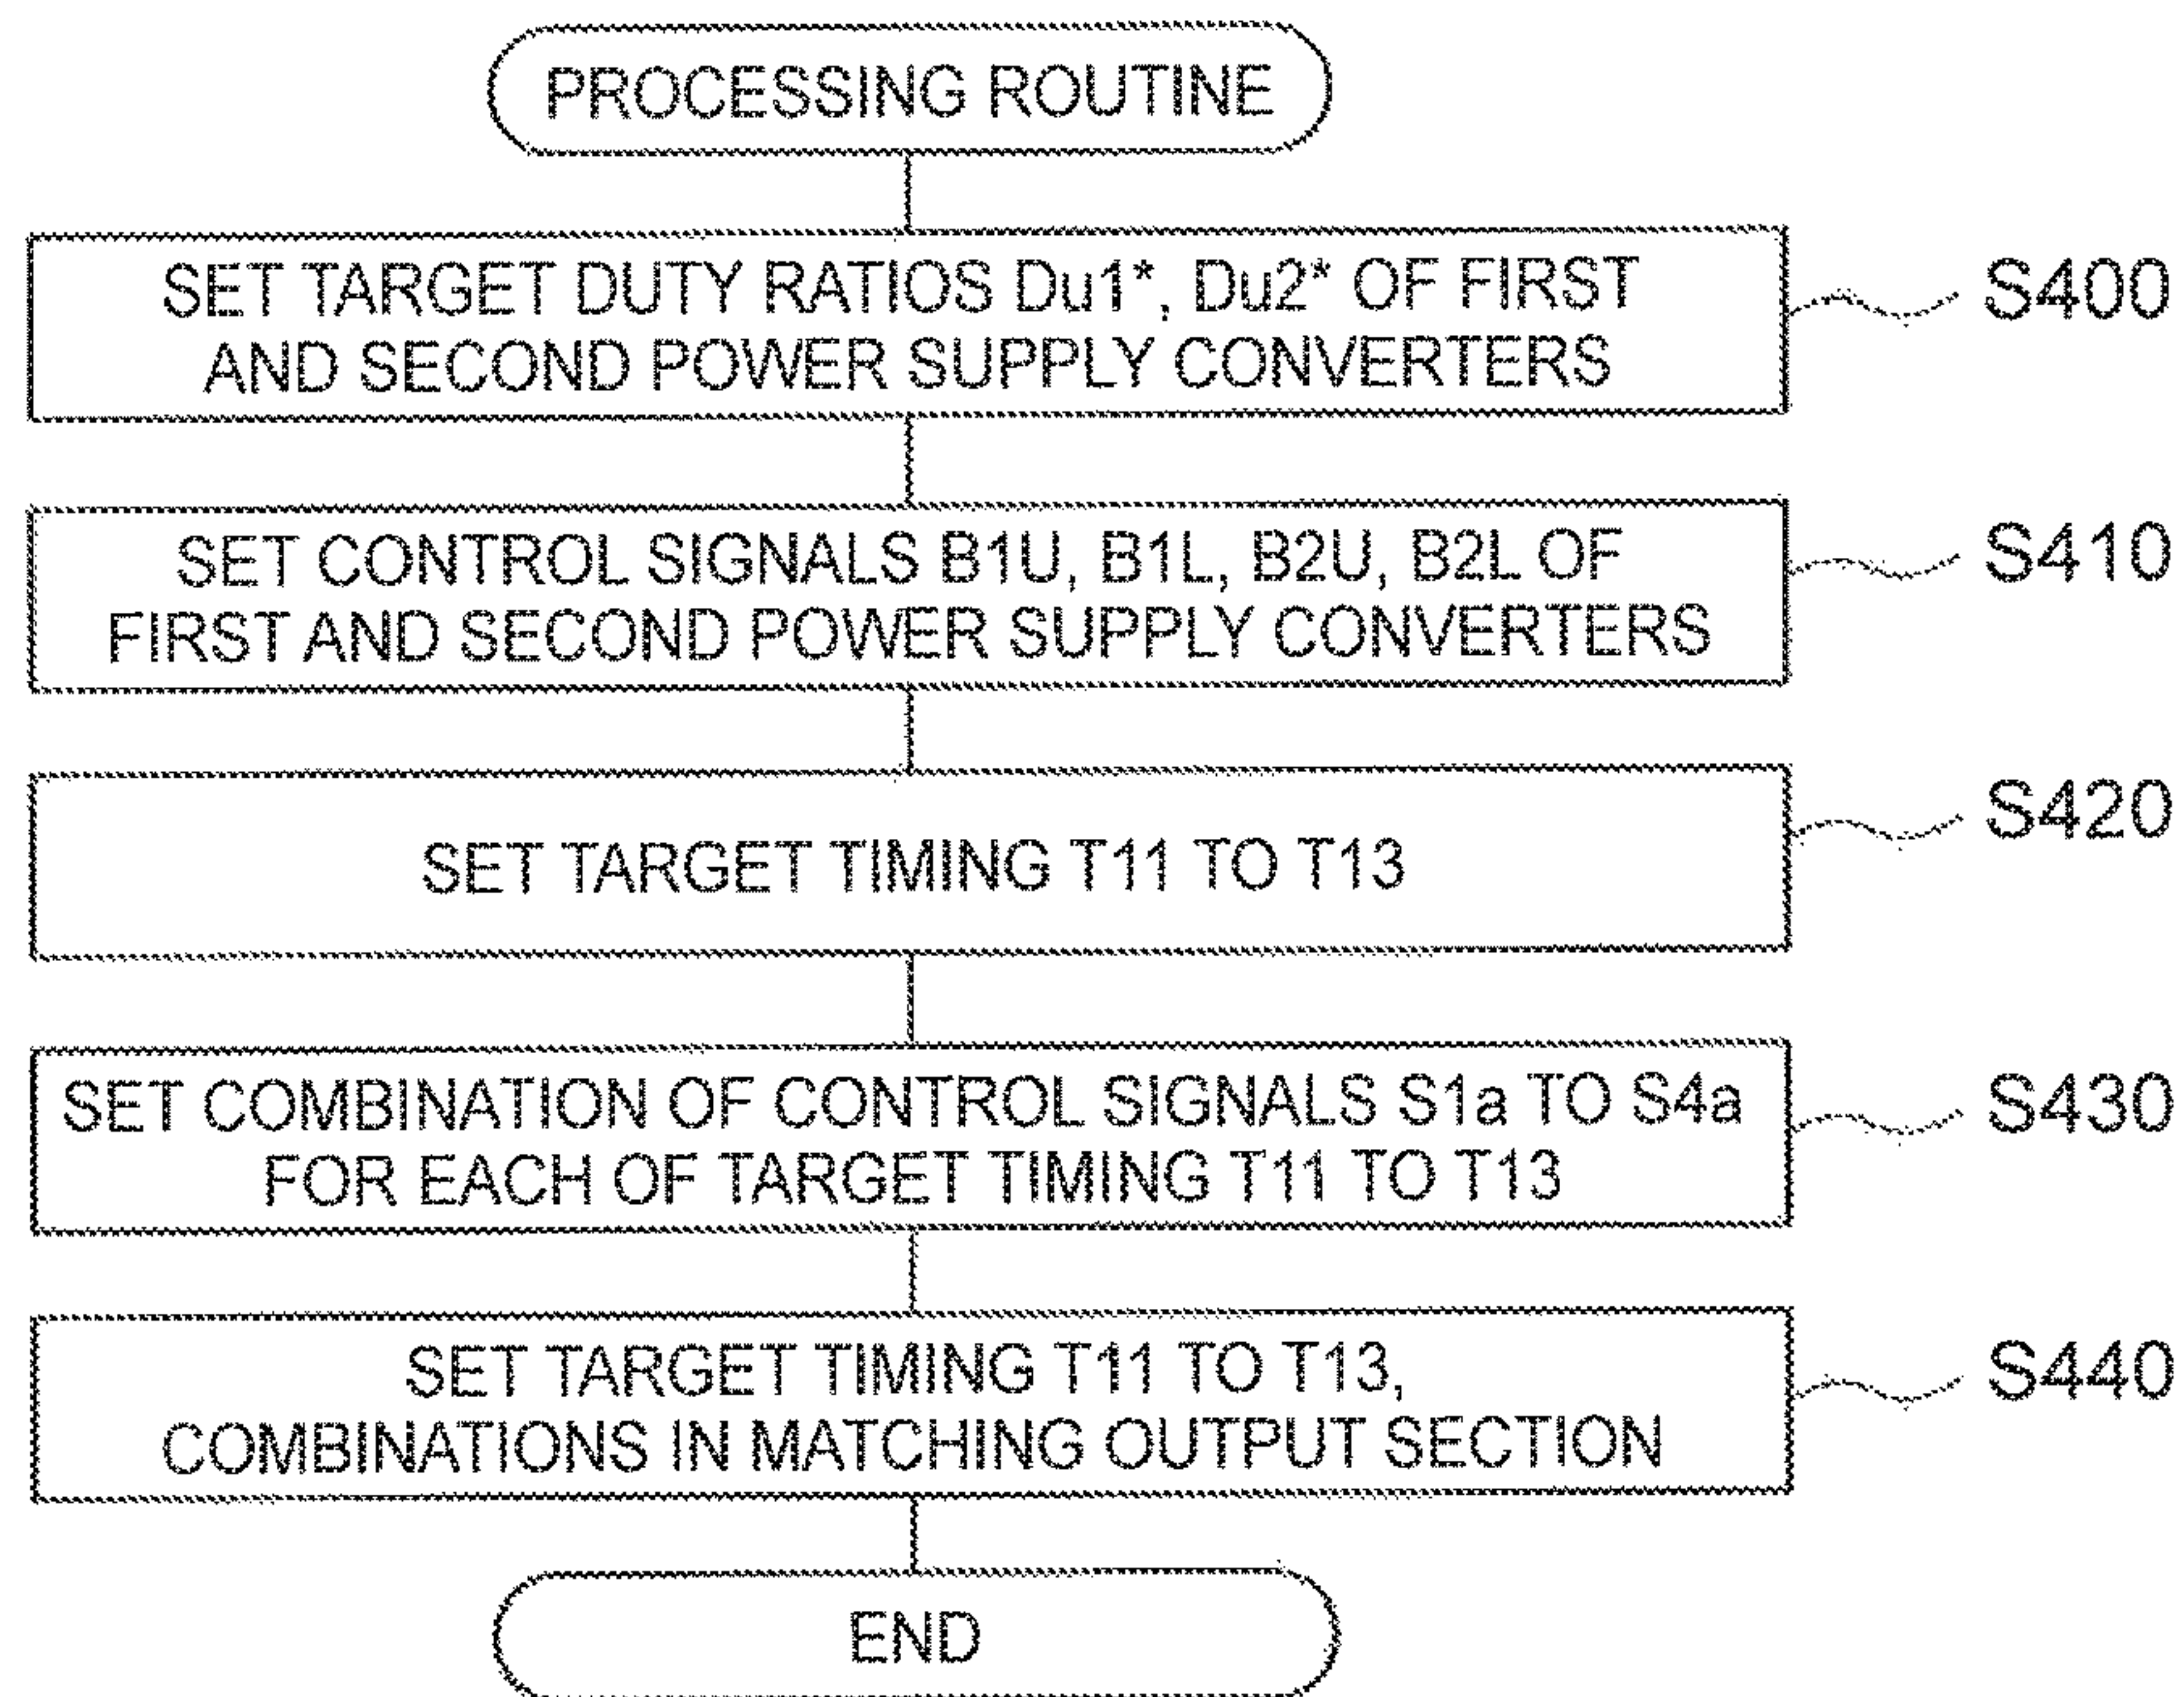 PROCESSING ROUTINE
SET TARGET DUTY RATIOS Du1*, Du2* OF FIRST
AND SECOND POWER SUPPLY CONVERTERS
S400
SET CONTROL SIGNALS B1U, B1L, B2U, B2L OF
FIRST AND SECOND POWER SUPPLY CONVERTERS
S410
SET TARGET TIMING T11 TO T13
S420
SET COMBINATION OF CONTROL SIGNALS S1a TO S4a
FOR EACH OF TARGET TIMING T11 TO T13
S430
SET TARGET TIMING T11 TO T13,
COMBINATIONS IN MATCHING OUTPUT SECTION
S440
END